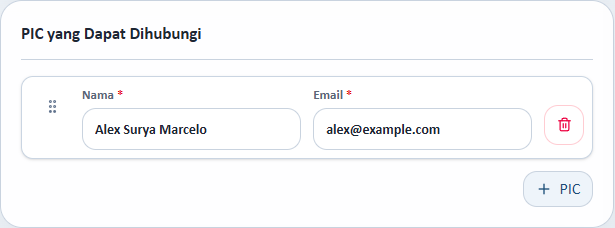 PIC yang Dapat Dihubungi
Nama * Email *
Alex Surya Marcelo alex@example.com
+ PIC